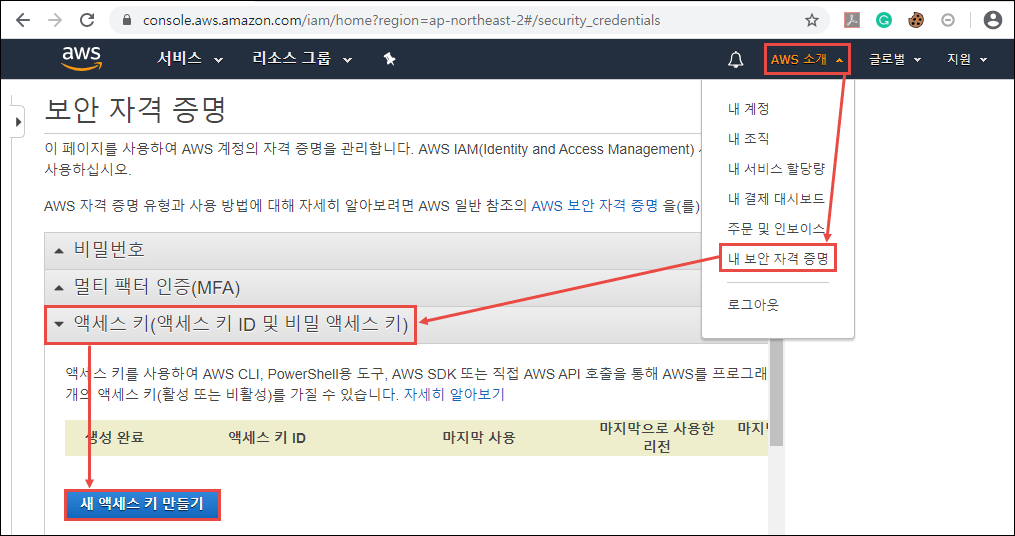 console.aws.amazon.com/iam/home?region=ap-northeast-2#/security_credentials
aws 서비스 리소스 그룹 AWS 소개 글로벌 지원
내 계정
내 조직
내 서비스 할당량
내 결제 대시보드
주문 및 인보이스
내 보안 자격 증명
로그아웃
보안 자격 증명
이 페이지를 사용하여 AWS 계정의 자격 증명을 관리합니다. AWS IAM(Identity and Access Management)
사용하십시오.
AWS 자격 증명 유형과 사용 방법에 대해 자세히 알아보려면 AWS 일반 참조의 AWS 보안 자격 증명 을(를)
비밀번호
멀티 팩터 인증(MFA)
액세스 키(액세스 키 ID 및 비밀 액세스 키)
액세스 키를 사용하여 AWS CLI, PowerShell용 도구, AWS SDK 또는 직접 AWS API 호출을 통해 AWS를 프로그래
개의 액세스 키(활성 또는 비활성)를 가질 수 있습니다. 자세히 알아보기
생성 완료 액세스 키 ID 마지막 사용 마지막으로 사용한
리전
새 액세스 키 만들기